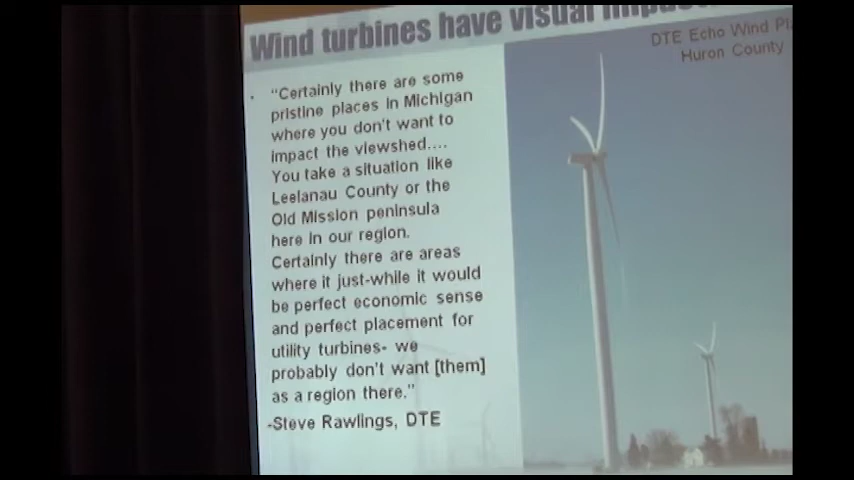 Wind turbines have visual
DTE Echo Wind
Huron County
“Certainly there are some
pristine places in Michigan
where you don’t want to
impact the viewshed....
You take a situation like
Leelanau County or the
Old Mission peninsula
here in our region.
Certainly there are areas
where it just-while it would
be perfect economic sense
and perfect placement for
utility turbines- we
probably don’t want [them]
as a region there.”
-Steve Rawlings, DTE